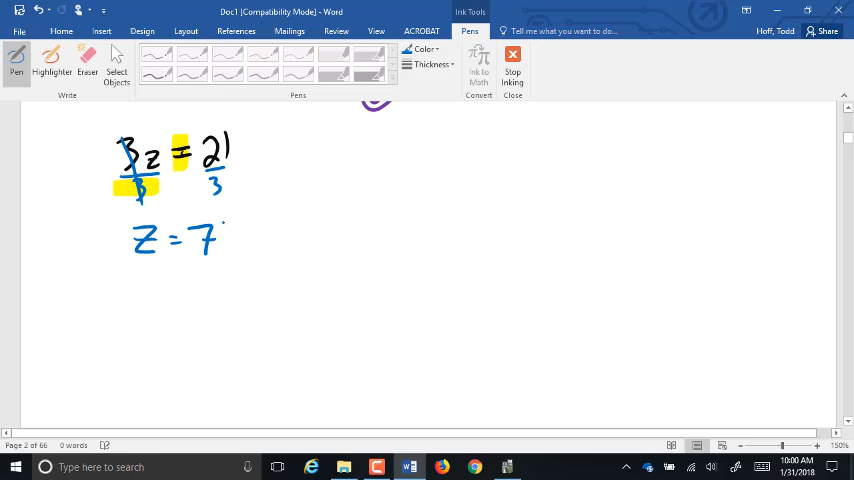 Doc1 [Compatibility Mode] - Word
Ink Tools
Hoff, Todd
File Home Insert Design Layout References Mailings Review View ACROBAT Pens Tell me what you want to do... Share
Pen Highlighter Eraser Select Objects
Color
Thickness
Ink to Math
Stop Inking
Write Pens Convert Close
3z = 21
3 3
z = 7
Page 2 of 66 0 words 150%
Type here to search
10:00 AM
1/31/2018